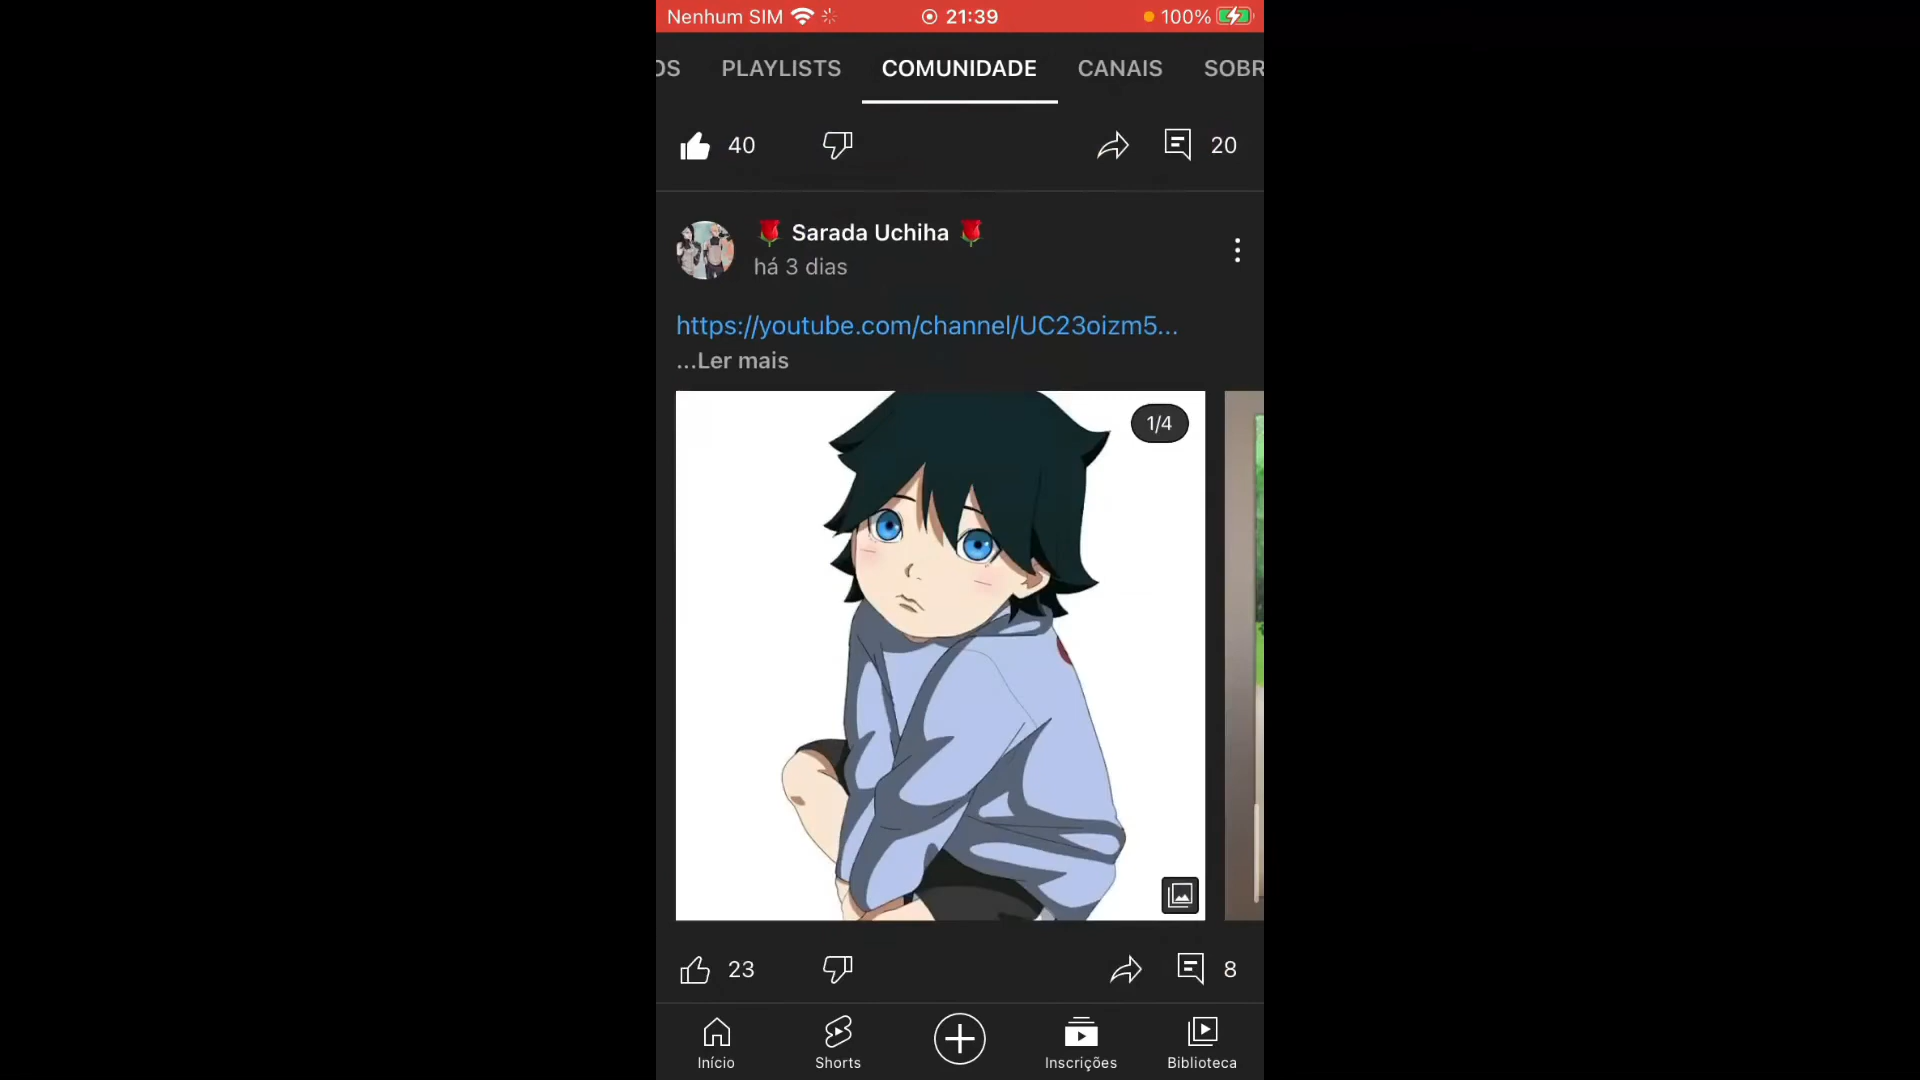 Nenhum SIM 21:39 100%
OS PLAYLISTS COMUNIDADE CANAIS SOBR
40 20
Sarada Uchiha
há 3 dias
https://youtube.com/channel/UC23oizm5...
...Ler mais
1/4
23 8
Início Shorts Inscrições Biblioteca